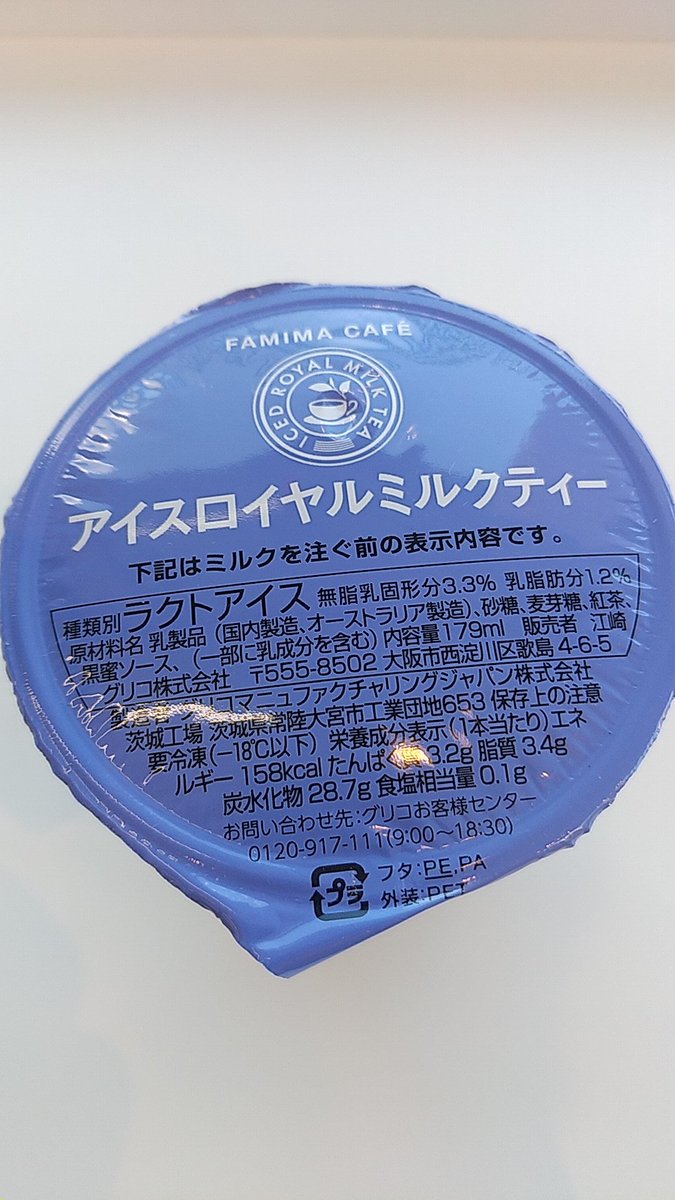 FAMIMA CAFÉ
ICED ROYAL MILK TEA
アイスロイヤルミルクティー
下記はミルクを注ぐ前の表示内容です。
種類別 ラクトアイス 無脂乳固形分3.3% 乳脂肪分1.2%
原材料名 乳製品（国内製造、オーストラリア製造）、砂糖、麦芽糖、紅茶、
黒蜜ソース、（一部に乳成分を含む） 内容量179ml 販売者 江崎
グリコ株式会社 〒555-8502 大阪市西淀川区歌島 4-6-5
製造者 グリコマニュファクチャリングジャパン株式会社
茨城工場 茨城県常陸大宮市工業団地653 保存上の注意
要冷凍（−18℃以下） 栄養成分表示（1本当たり）エネ
ルギー 158kcal たんぱ 3.2g 脂質 3.4g
炭水化物 28.7g 食塩相当量 0.1g
お問い合わせ先：グリコお客様センター
0120-917-111(9:00〜18:30)
プラ フタ：PE,PA
外装：PET